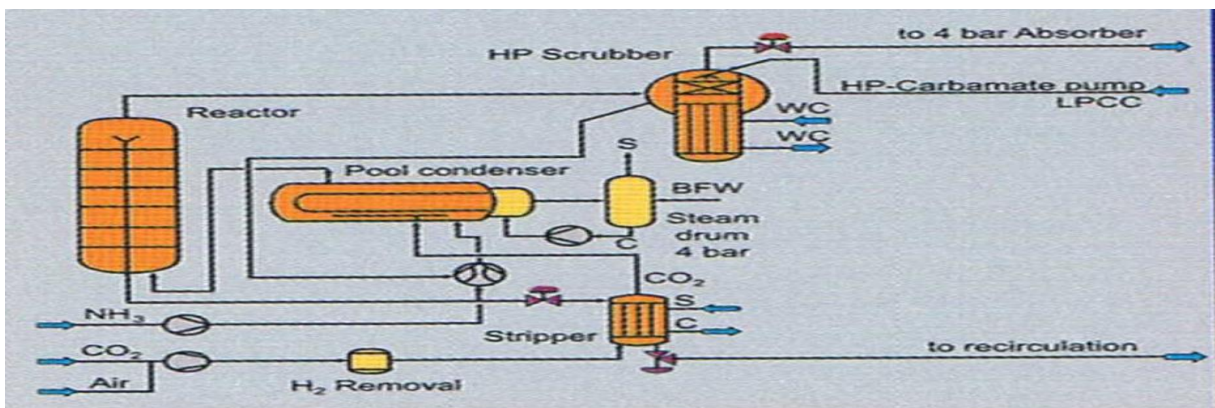 to 4 bar Absorber
HP Scrubber
HP-Carbamate pump
LPCC
Reactor
WC
WC
S
Pool condenser
BFW
Steam
drum
4 bar
C
CO₂
NH₃
S
Stripper
C
CO₂
to recirculation
Air
H₂ Removal